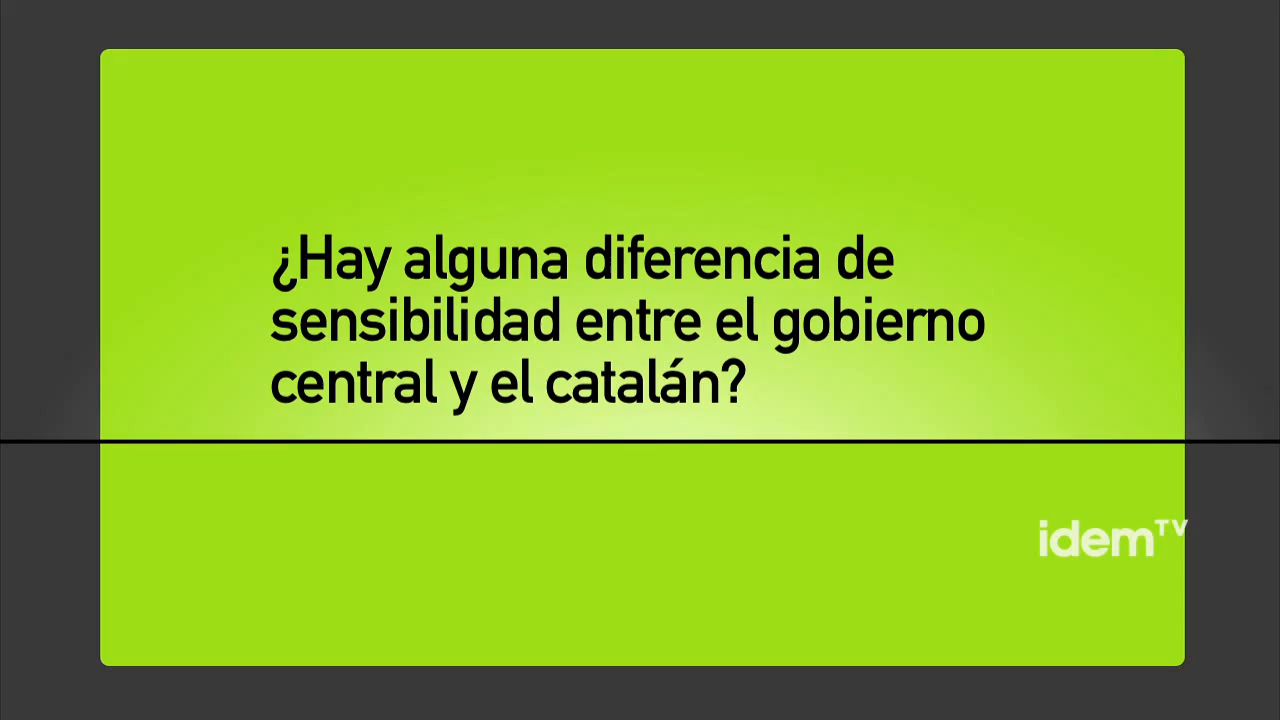 ¿Hay alguna diferencia de
sensibilidad entre el gobierno
central y el catalán?
idemTV